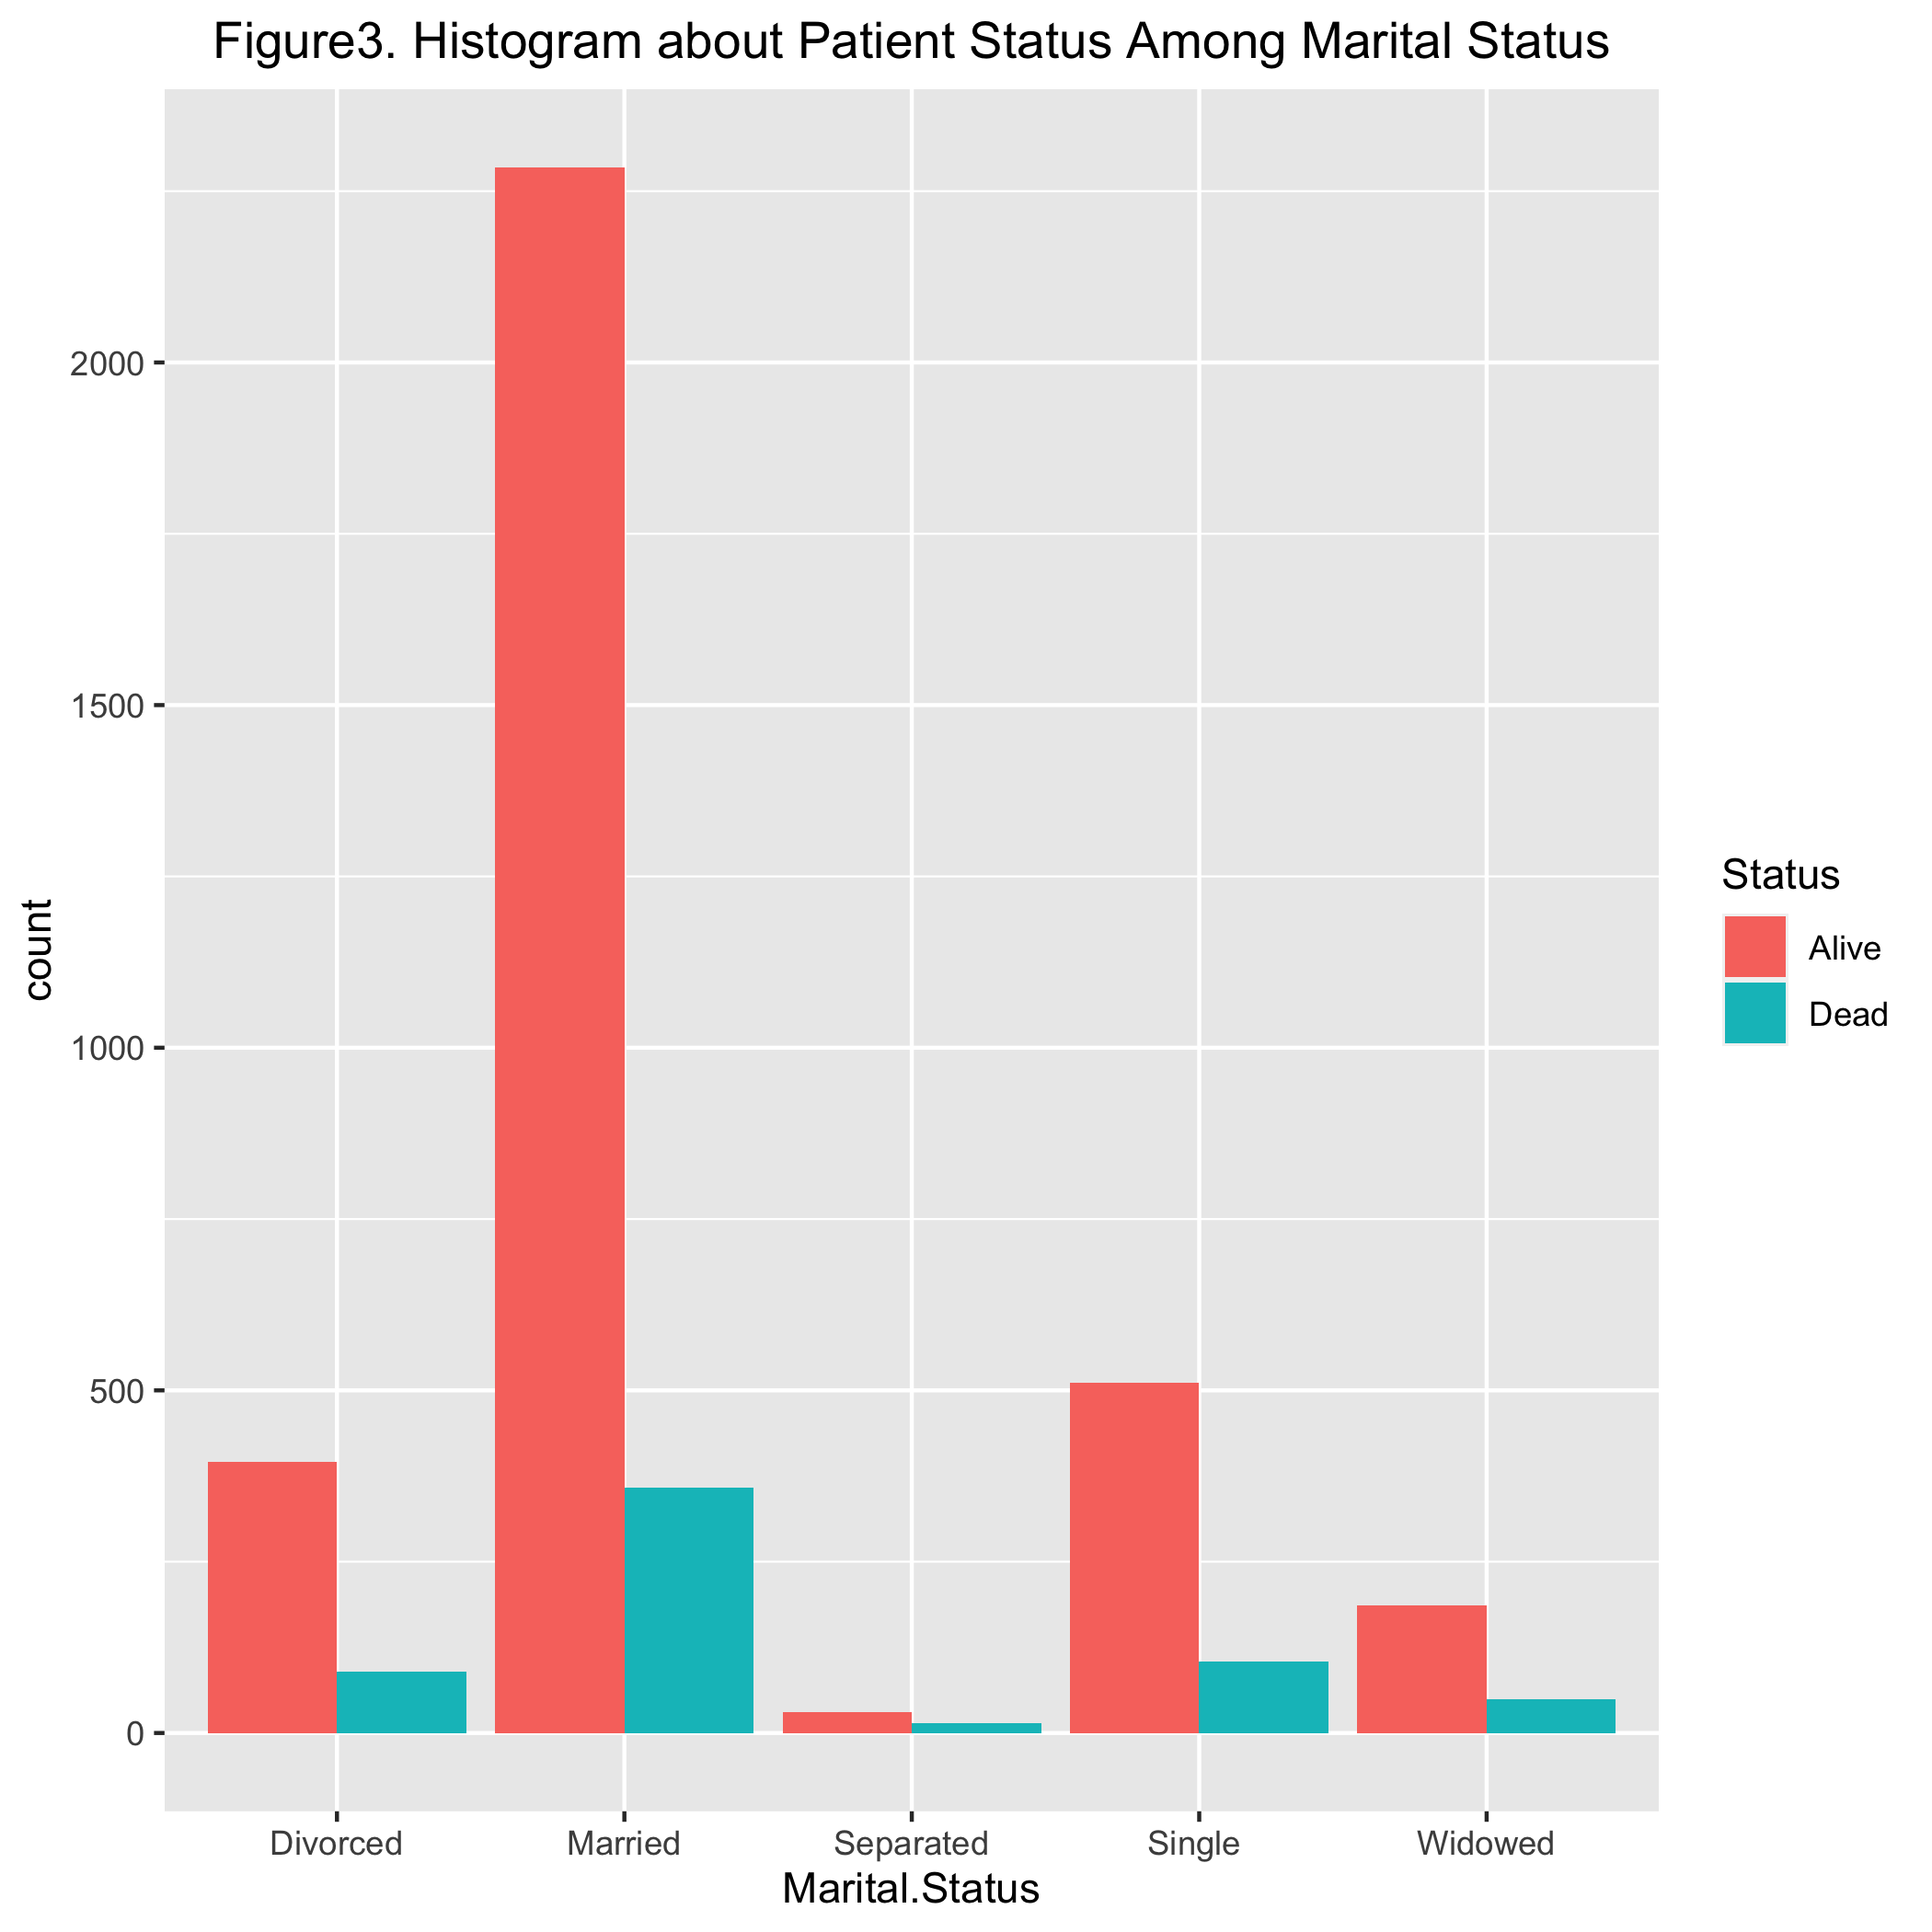 Figure3. Histogram about Patient Status Among Marital Status
count
2000
1500
1000
500
0
Divorced Married Separated Single Widowed
Marital.Status
Status
Alive
Dead